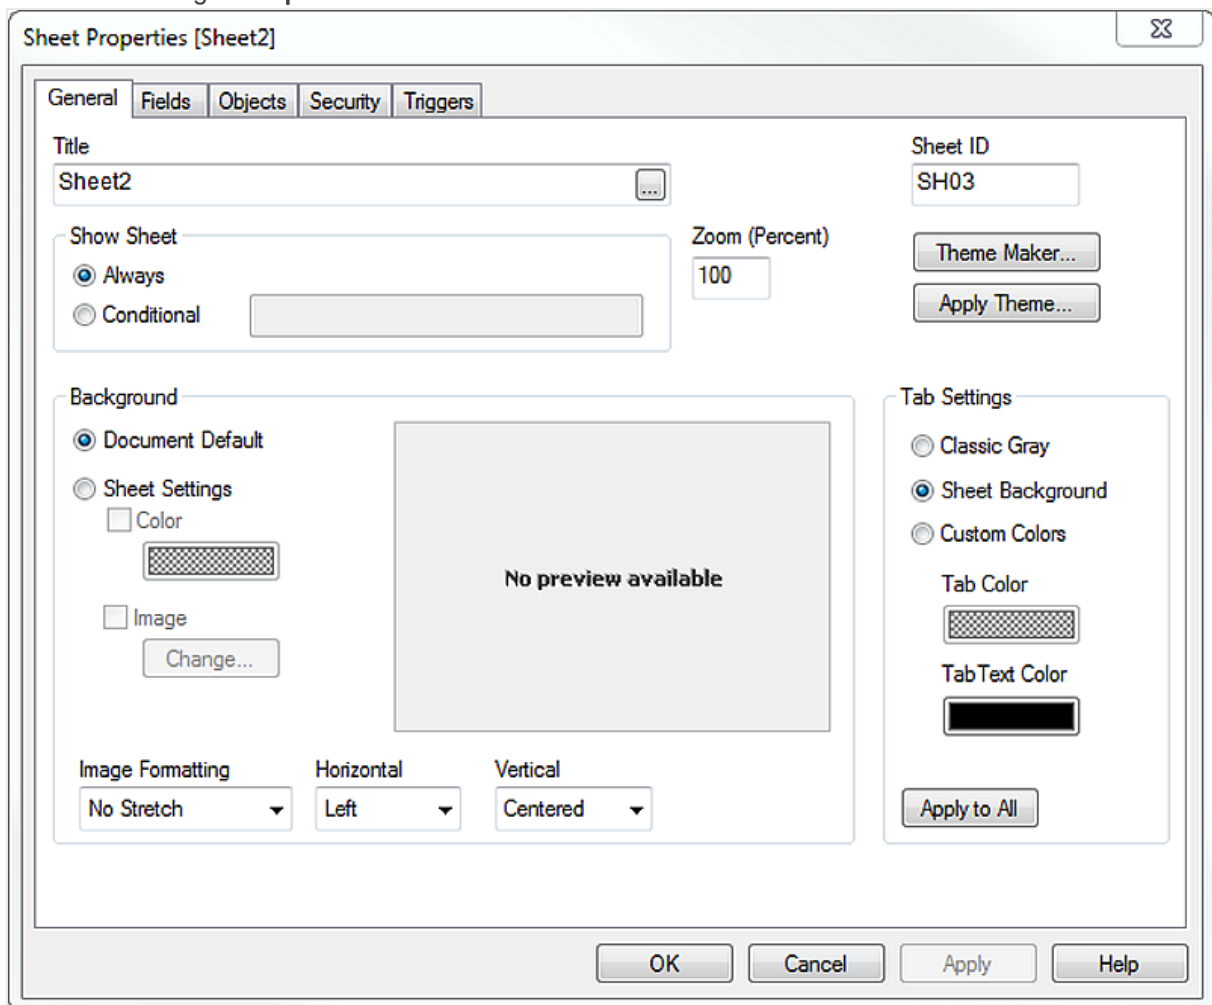 Sheet Properties [Sheet2]
General Fields Objects Security Triggers
Title
Sheet ID
Sheet2 ...
SH03
Show Sheet
Always
Conditional
Zoom (Percent)
100
Theme Maker...
Apply Theme...
Background
Document Default
Sheet Settings
Color
Image
Change...
No preview available
Image Formatting Horizontal Vertical
No Stretch Left Centered
Tab Settings
Classic Gray
Sheet Background
Custom Colors
Tab Color
Tab Text Color
Apply to All
OK Cancel Apply Help